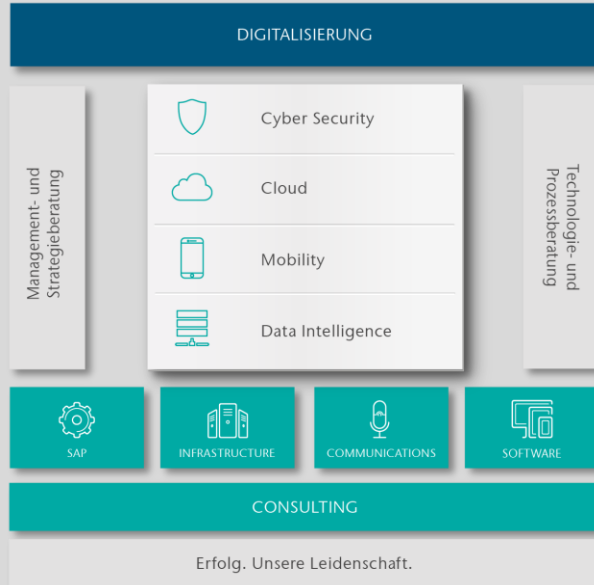 DIGITALISIERUNG
Management- und
Strategieberatung
Cyber Security
Cloud
Mobility
Data Intelligence
Technologie- und
Prozessberatung
SAP
INFRASTRUCTURE
COMMUNICATIONS
SOFTWARE
CONSULTING
Erfolg. Unsere Leidenschaft.